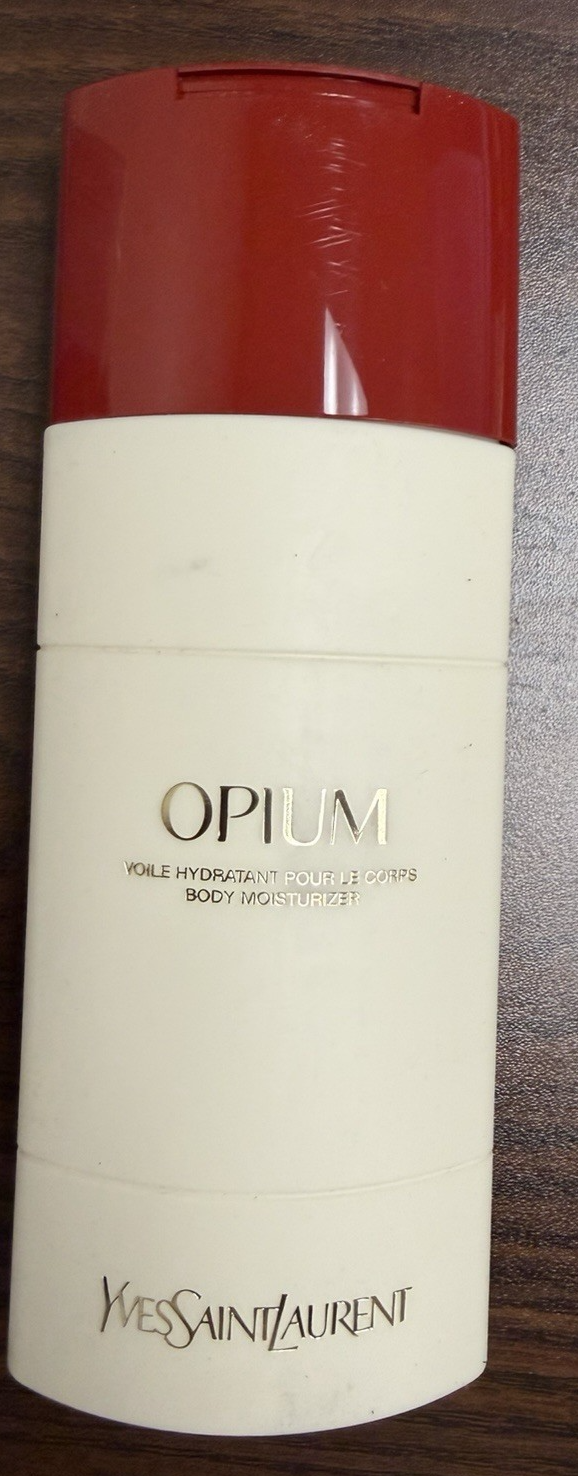 OPIUM
VOILE HYDRATANT POUR LE CORPS
BODY MOISTURIZER
YVESSAINTLAURENT